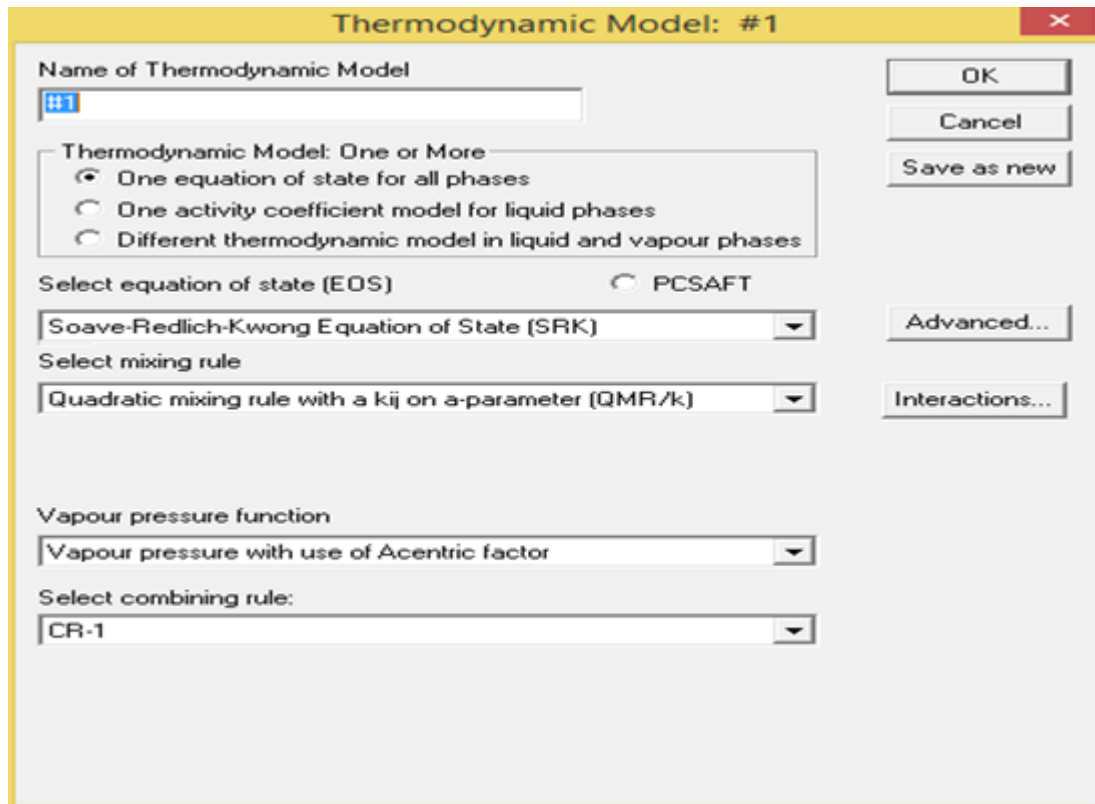 Thermodynamic Model: #1
Name of Thermodynamic Model
#1
OK
Cancel
Save as new
Thermodynamic Model: One or More
One equation of state for all phases
One activity coefficient model for liquid phases
Different thermodynamic model in liquid and vapour phases
Select equation of state (EOS)
PCSAFT
Soave-Redlich-Kwong Equation of State (SRK)
Advanced...
Select mixing rule
Quadratic mixing rule with a kij on a-parameter (QMR/k)
Interactions...
Vapour pressure function
Vapour pressure with use of Acentric factor
Select combining rule:
CR-1